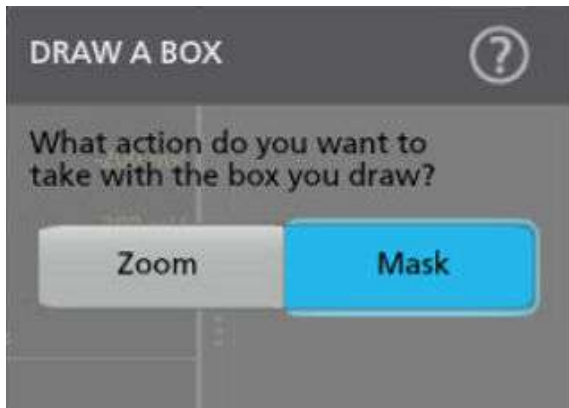 DRAW A BOX
?
What action do you want to
take with the box you draw?
Zoom Mask